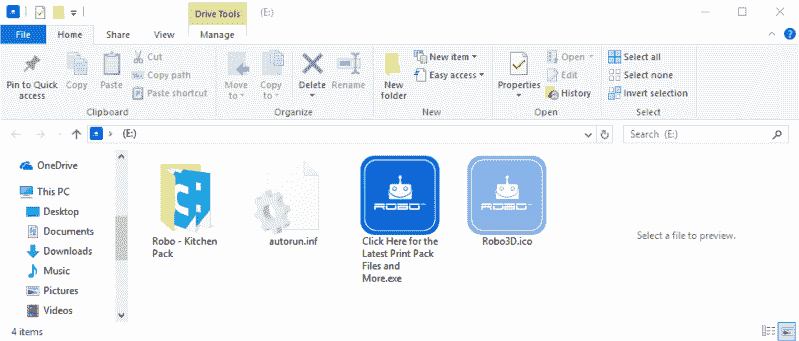 Drive Tools
(E:)
File
Home
Share
View
Manage
Pin to Quick
access
Copy
Paste
Cut
Copy path
Paste shortcut
Clipboard
Move
to
Copy
to
Delete
Rename
Organize
New
folder
New item
Easy access
New
Properties
Open
Edit
History
Open
Select all
Select none
Invert selection
Select
(E:)
Search (E:)
OneDrive
This PC
Desktop
Documents
Downloads
Music
Pictures
Videos
Robo - Kitchen
Pack
autorun.inf
ROBO
Click Here for the
Latest Print Pack
Files and
More.exe
ROBO
Robo3D.ico
Select a file to preview.
4 items